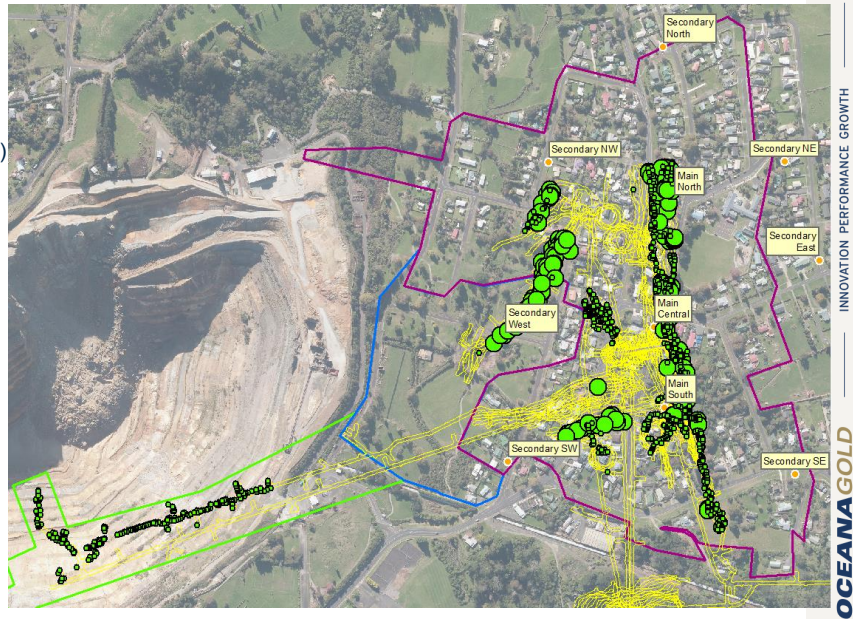 )
Secondary
North
Secondary NW
Secondary NE
Main
North
Secondary
East
Secondary
West
Main
Central
Main
South
Secondary SW
Secondary SE
INNOVATION PERFORMANCE GROWTH
OCEANAGOLD